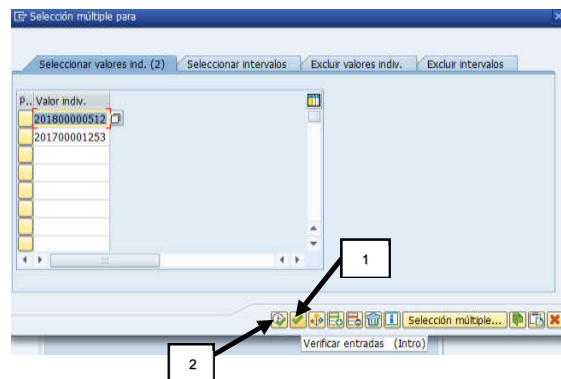 Selección múltiple para
Seleccionar valores ind. (2) Seleccionar intervalos Excluir valores indiv. Excluir intervalos
P.. Valor indiv.
201800000512
201700001253
1
Selección múltiple...
Verificar entradas (Intro)
2